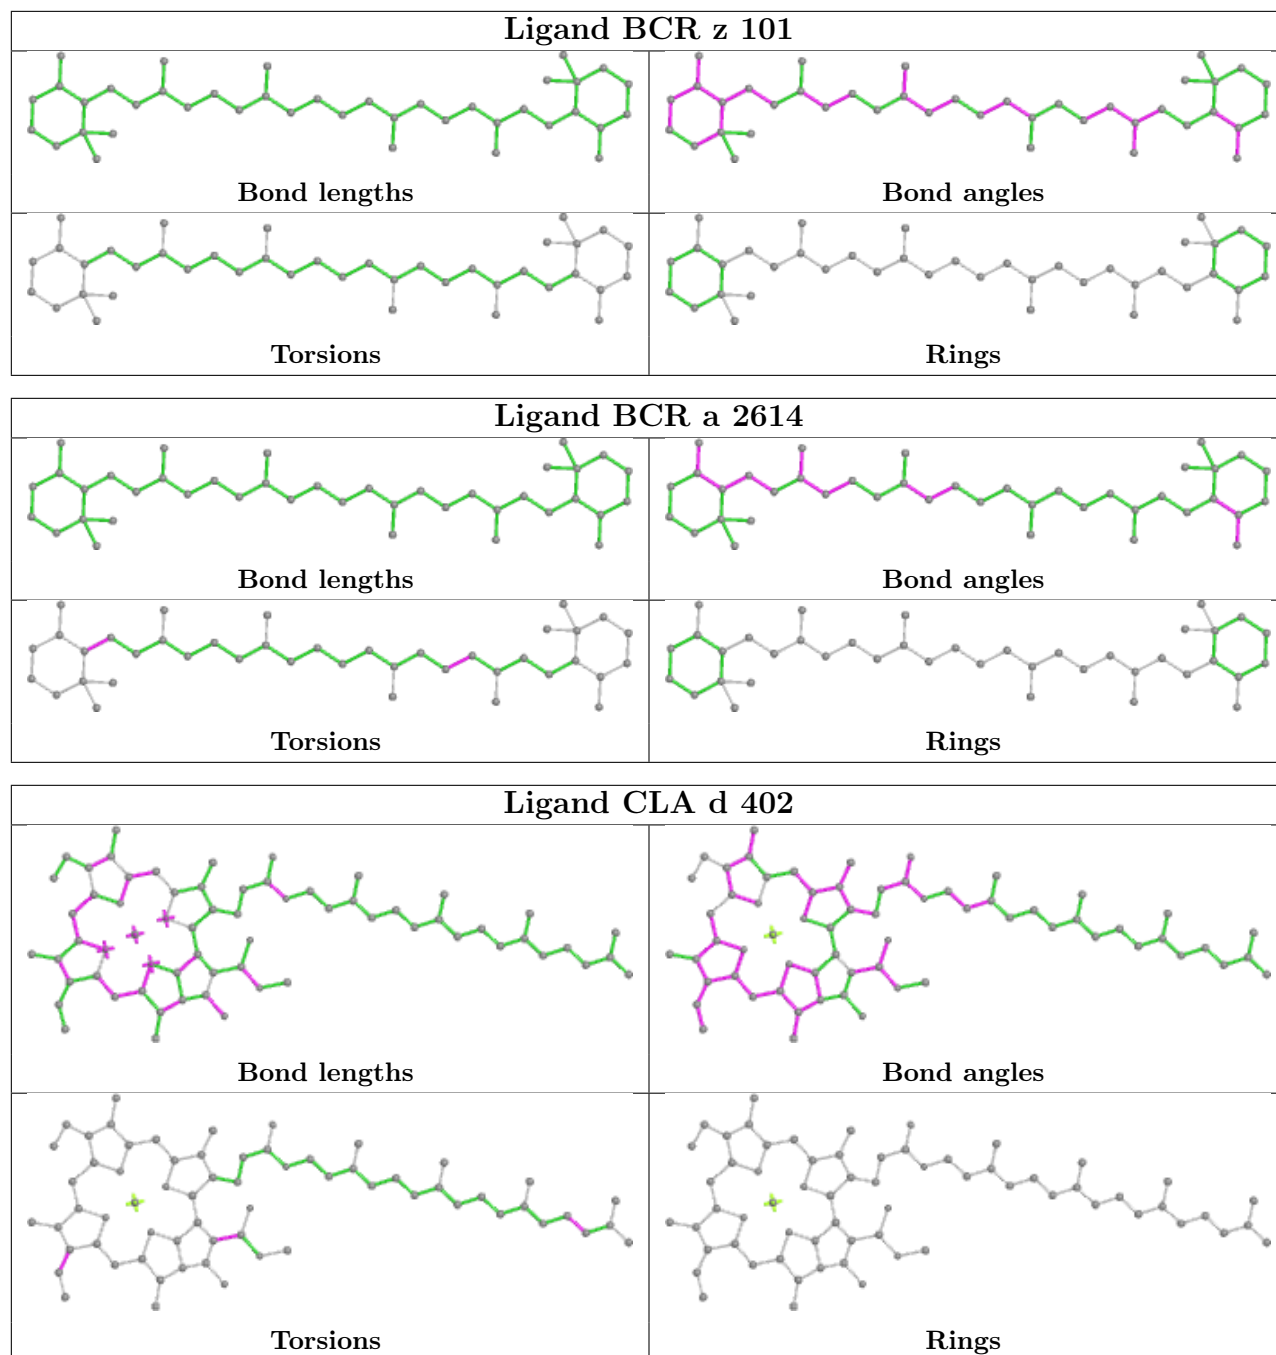 Ligand BCR z 101
Bond lengths
Bond angles
Torsions
Rings
Ligand BCR a 2614
Bond lengths
Bond angles
Torsions
Rings
Ligand CLA d 402
Bond lengths
Bond angles
Torsions
Rings